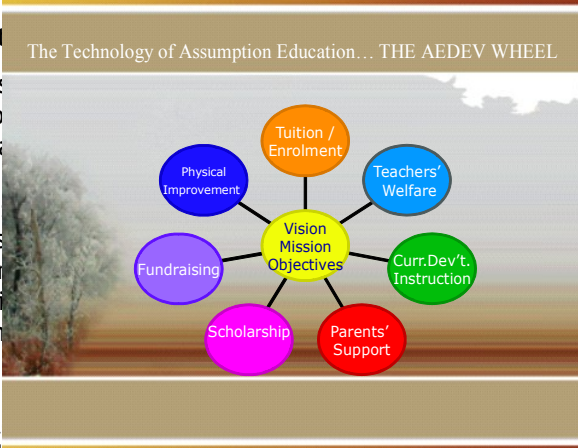 The Technology of Assumption Education… THE AEDEV WHEEL
Tuition /
Enrolment
Teachers’
Welfare
Curr.Dev’t.
Instruction
Parents’
Support
Scholarship
Fundraising
Physical
Improvement
Vision
Mission
Objectives